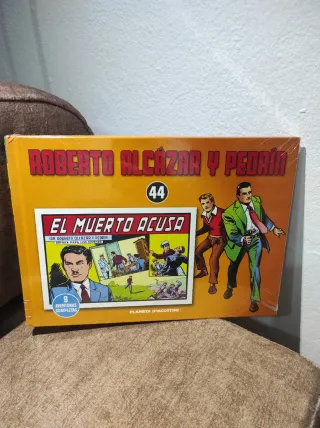 ROBERTO ALCÁZAR Y PEDRÍN
44
EL MUERTO ACUSA
9
AVENTURAS
COMPLETAS
PLANETA DEAGOSTINI